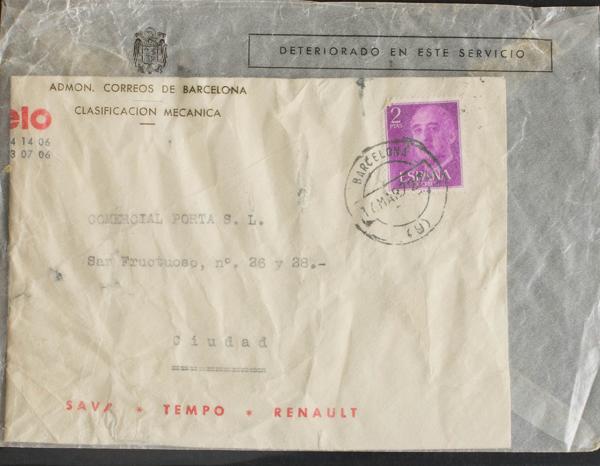 DETERIORADO EN ESTE SERVICIO
ADMON. CORREOS DE BARCELONA
CLASIFICACION MECANICA
elo
4 14 06
3 07 06
2
PTAS
ESPAÑA
CORREOS
BARCELONA
COMERCIAL PORTA S. L.
San Fructuoso, nº. 26 y 28.-
Ciudad
SAVA * TEMPO * RENAULT